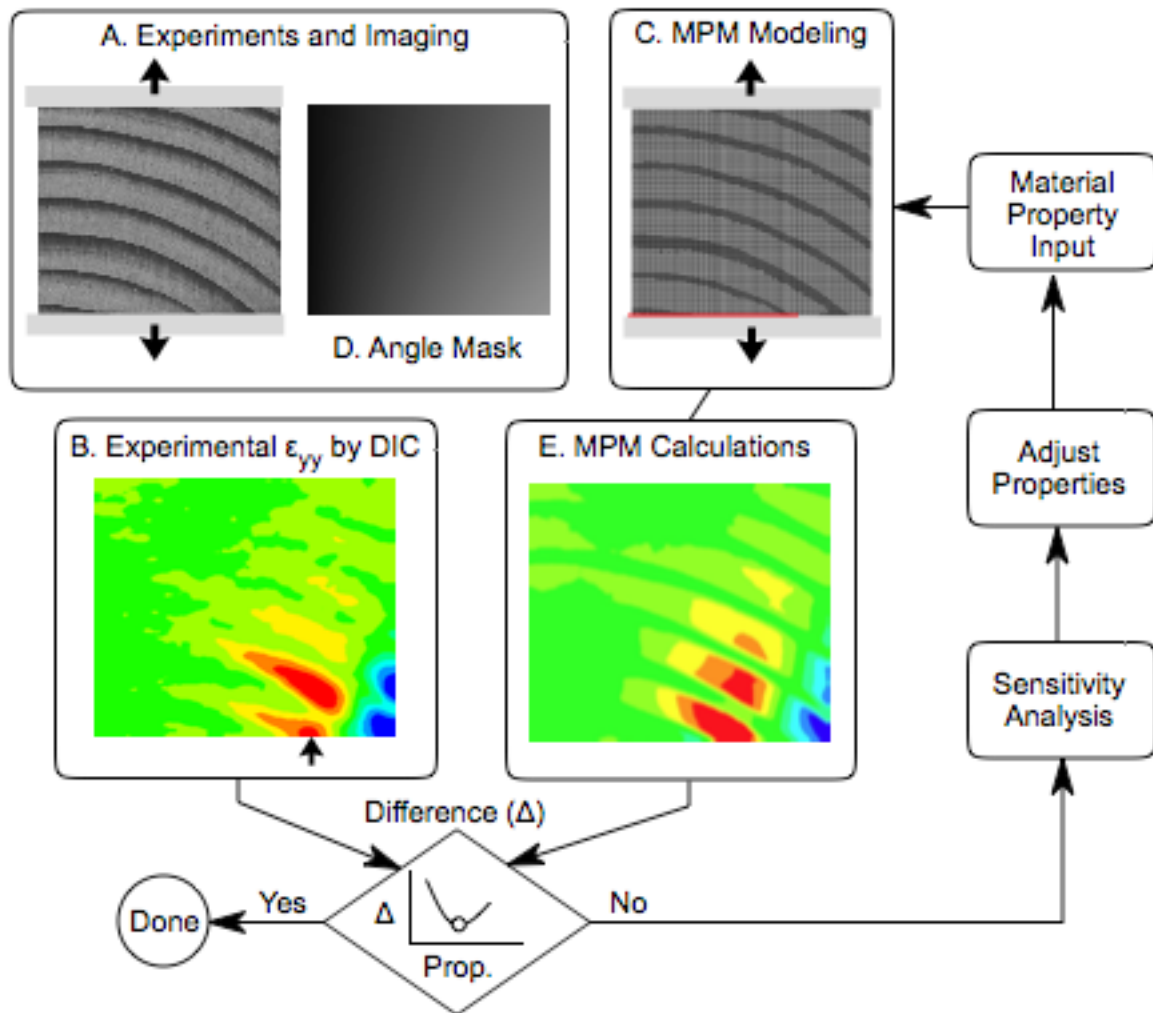 A. Experiments and Imaging
D. Angle Mask
C. MPM Modeling
Material
Property
Input
B. Experimental εyy by DIC
E. MPM Calculations
Adjust
Properties
Sensitivity
Analysis
Difference (Δ)
Done
Yes
Δ
Prop.
No